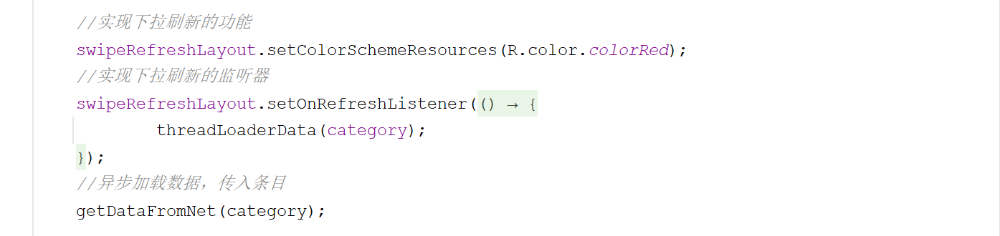 //实现下拉刷新的功能
swipeRefreshLayout.setColorSchemeResources(R.color.colorRed);
//实现下拉刷新的监听器
swipeRefreshLayout.setOnRefreshListener(() → {
threadLoaderData(category);
});
//异步加载数据，传入条目
getDataFromNet(category);